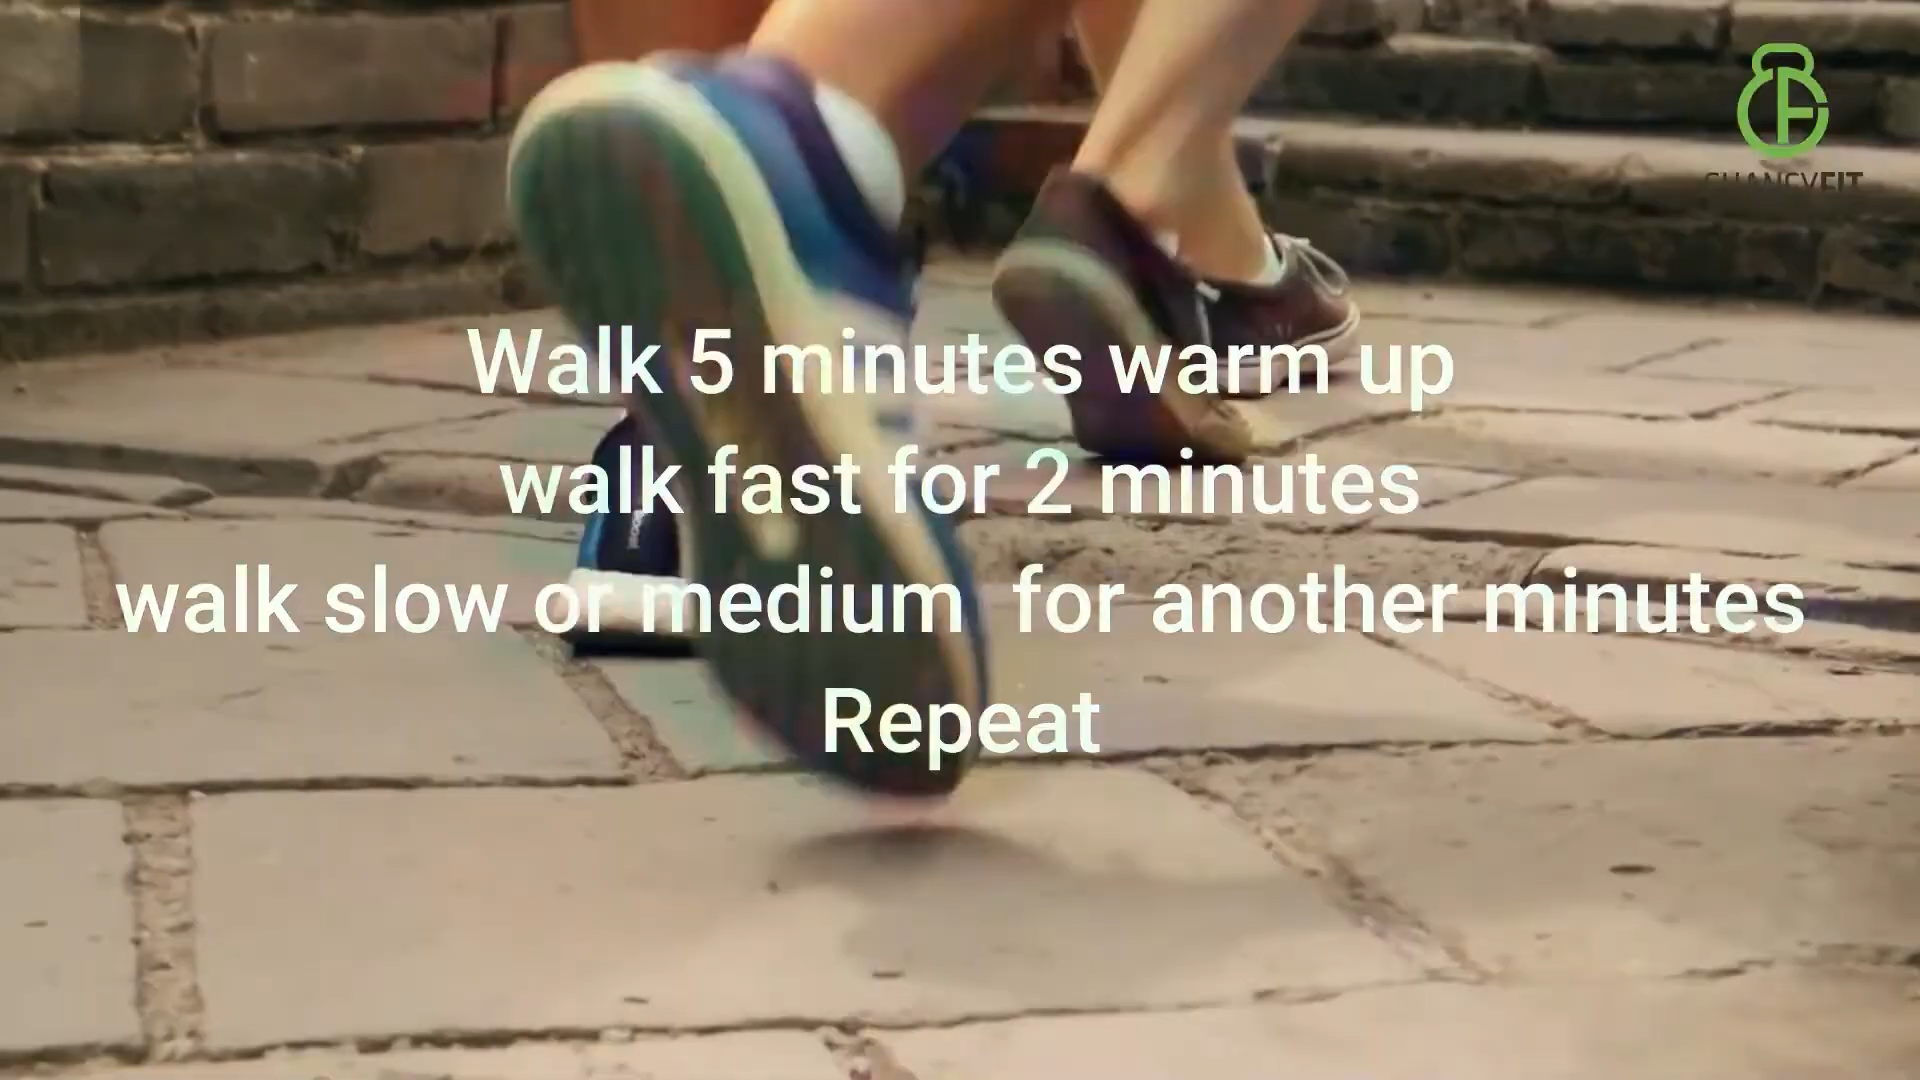 Walk 5 minutes warm up
walk fast for 2 minutes
walk slow or medium  for another minutes
Repeat